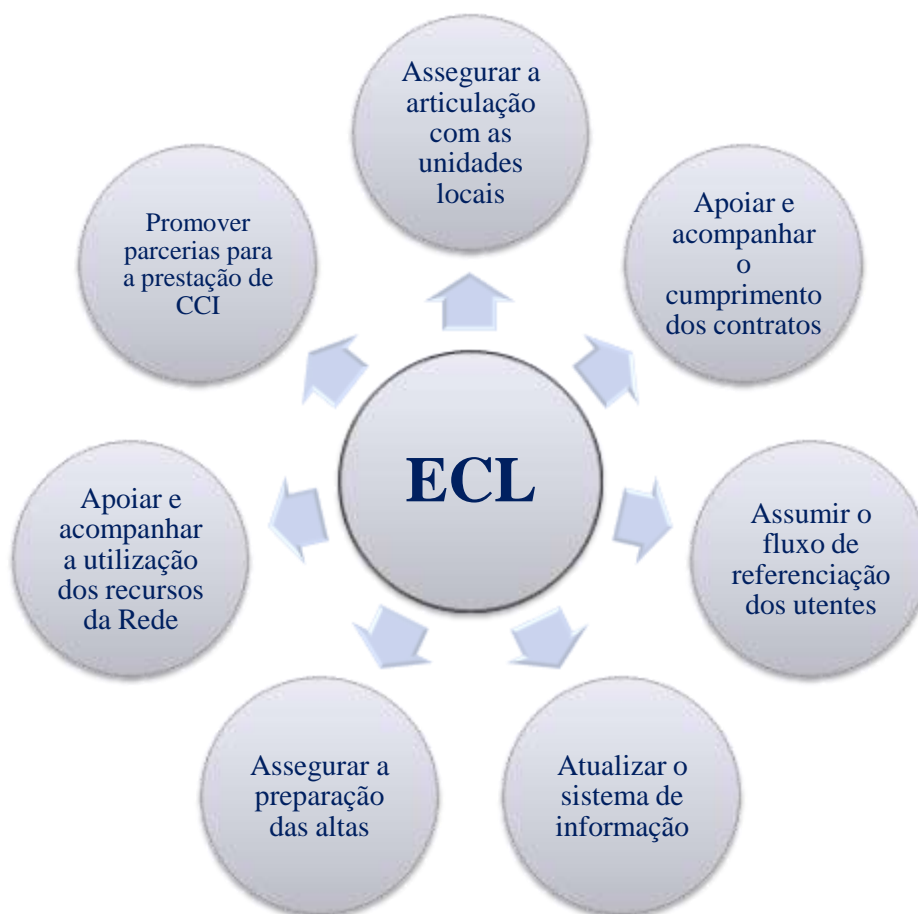 Assegurar a
articulação
com as
unidades
locais
Apoiar e
acompanhar
o
cumprimento
dos contratos
Assumir o
fluxo de
referenciação
dos utentes
Atualizar o
sistema de
informação
Assegurar a
preparação
das altas
Apoiar e
acompanhar
a utilização
dos recursos
da Rede
Promover
parcerias para
a prestação de
CCI
ECL